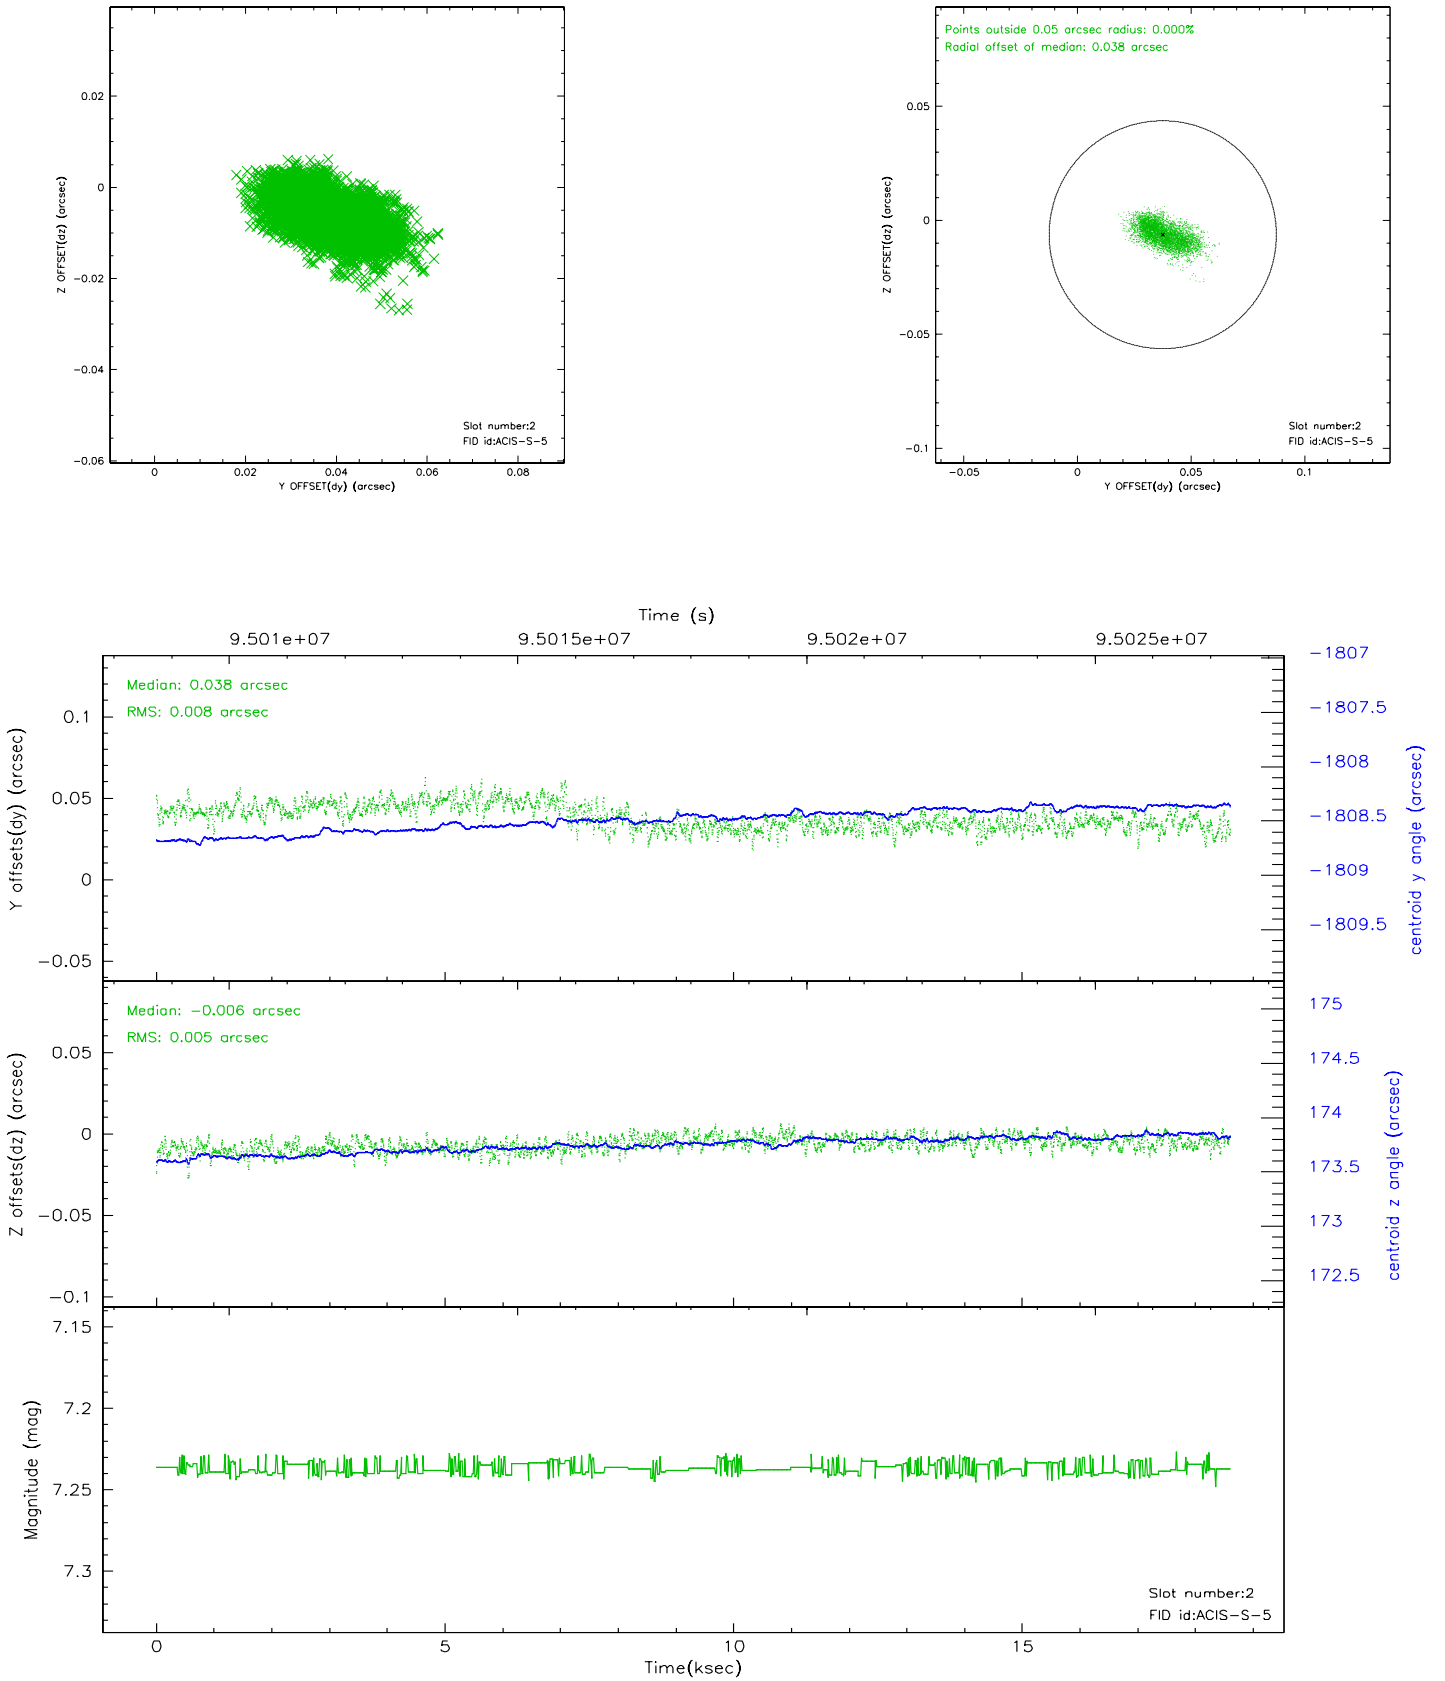 0.02
0
−0.02
−0.04
−0.06
0
0.02
0.04
0.06
0.08
Z OFFSET(dz) (arcsec)
Y OFFSET(dy) (arcsec)
Slot number:2
FID id:ACIS−S−5
Points outside 0.05 arcsec radius: 0.000%
Radial offset of median: 0.038 arcsec
0.05
0
−0.05
−0.1
−0.05
0
0.05
0.1
Z OFFSET(dz) (arcsec)
Y OFFSET(dy) (arcsec)
Slot number:2
FID id:ACIS−S−5
Time (s)
9.501e+07
9.5015e+07
9.502e+07
9.5025e+07
Median: 0.038 arcsec
RMS: 0.008 arcsec
0.1
0.05
0
−0.05
Y offsets(dy) (arcsec)
−1807
−1807.5
−1808
−1808.5
−1809
−1809.5
centroid y angle (arcsec)
Median: −0.006 arcsec
RMS: 0.005 arcsec
0.05
0
−0.05
−0.1
Z offsets(dz) (arcsec)
175
174.5
174
173.5
173
172.5
centroid z angle (arcsec)
7.15
7.2
7.25
7.3
Magnitude (mag)
Slot number:2
FID id:ACIS−S−5
0
5
10
15
Time(ksec)